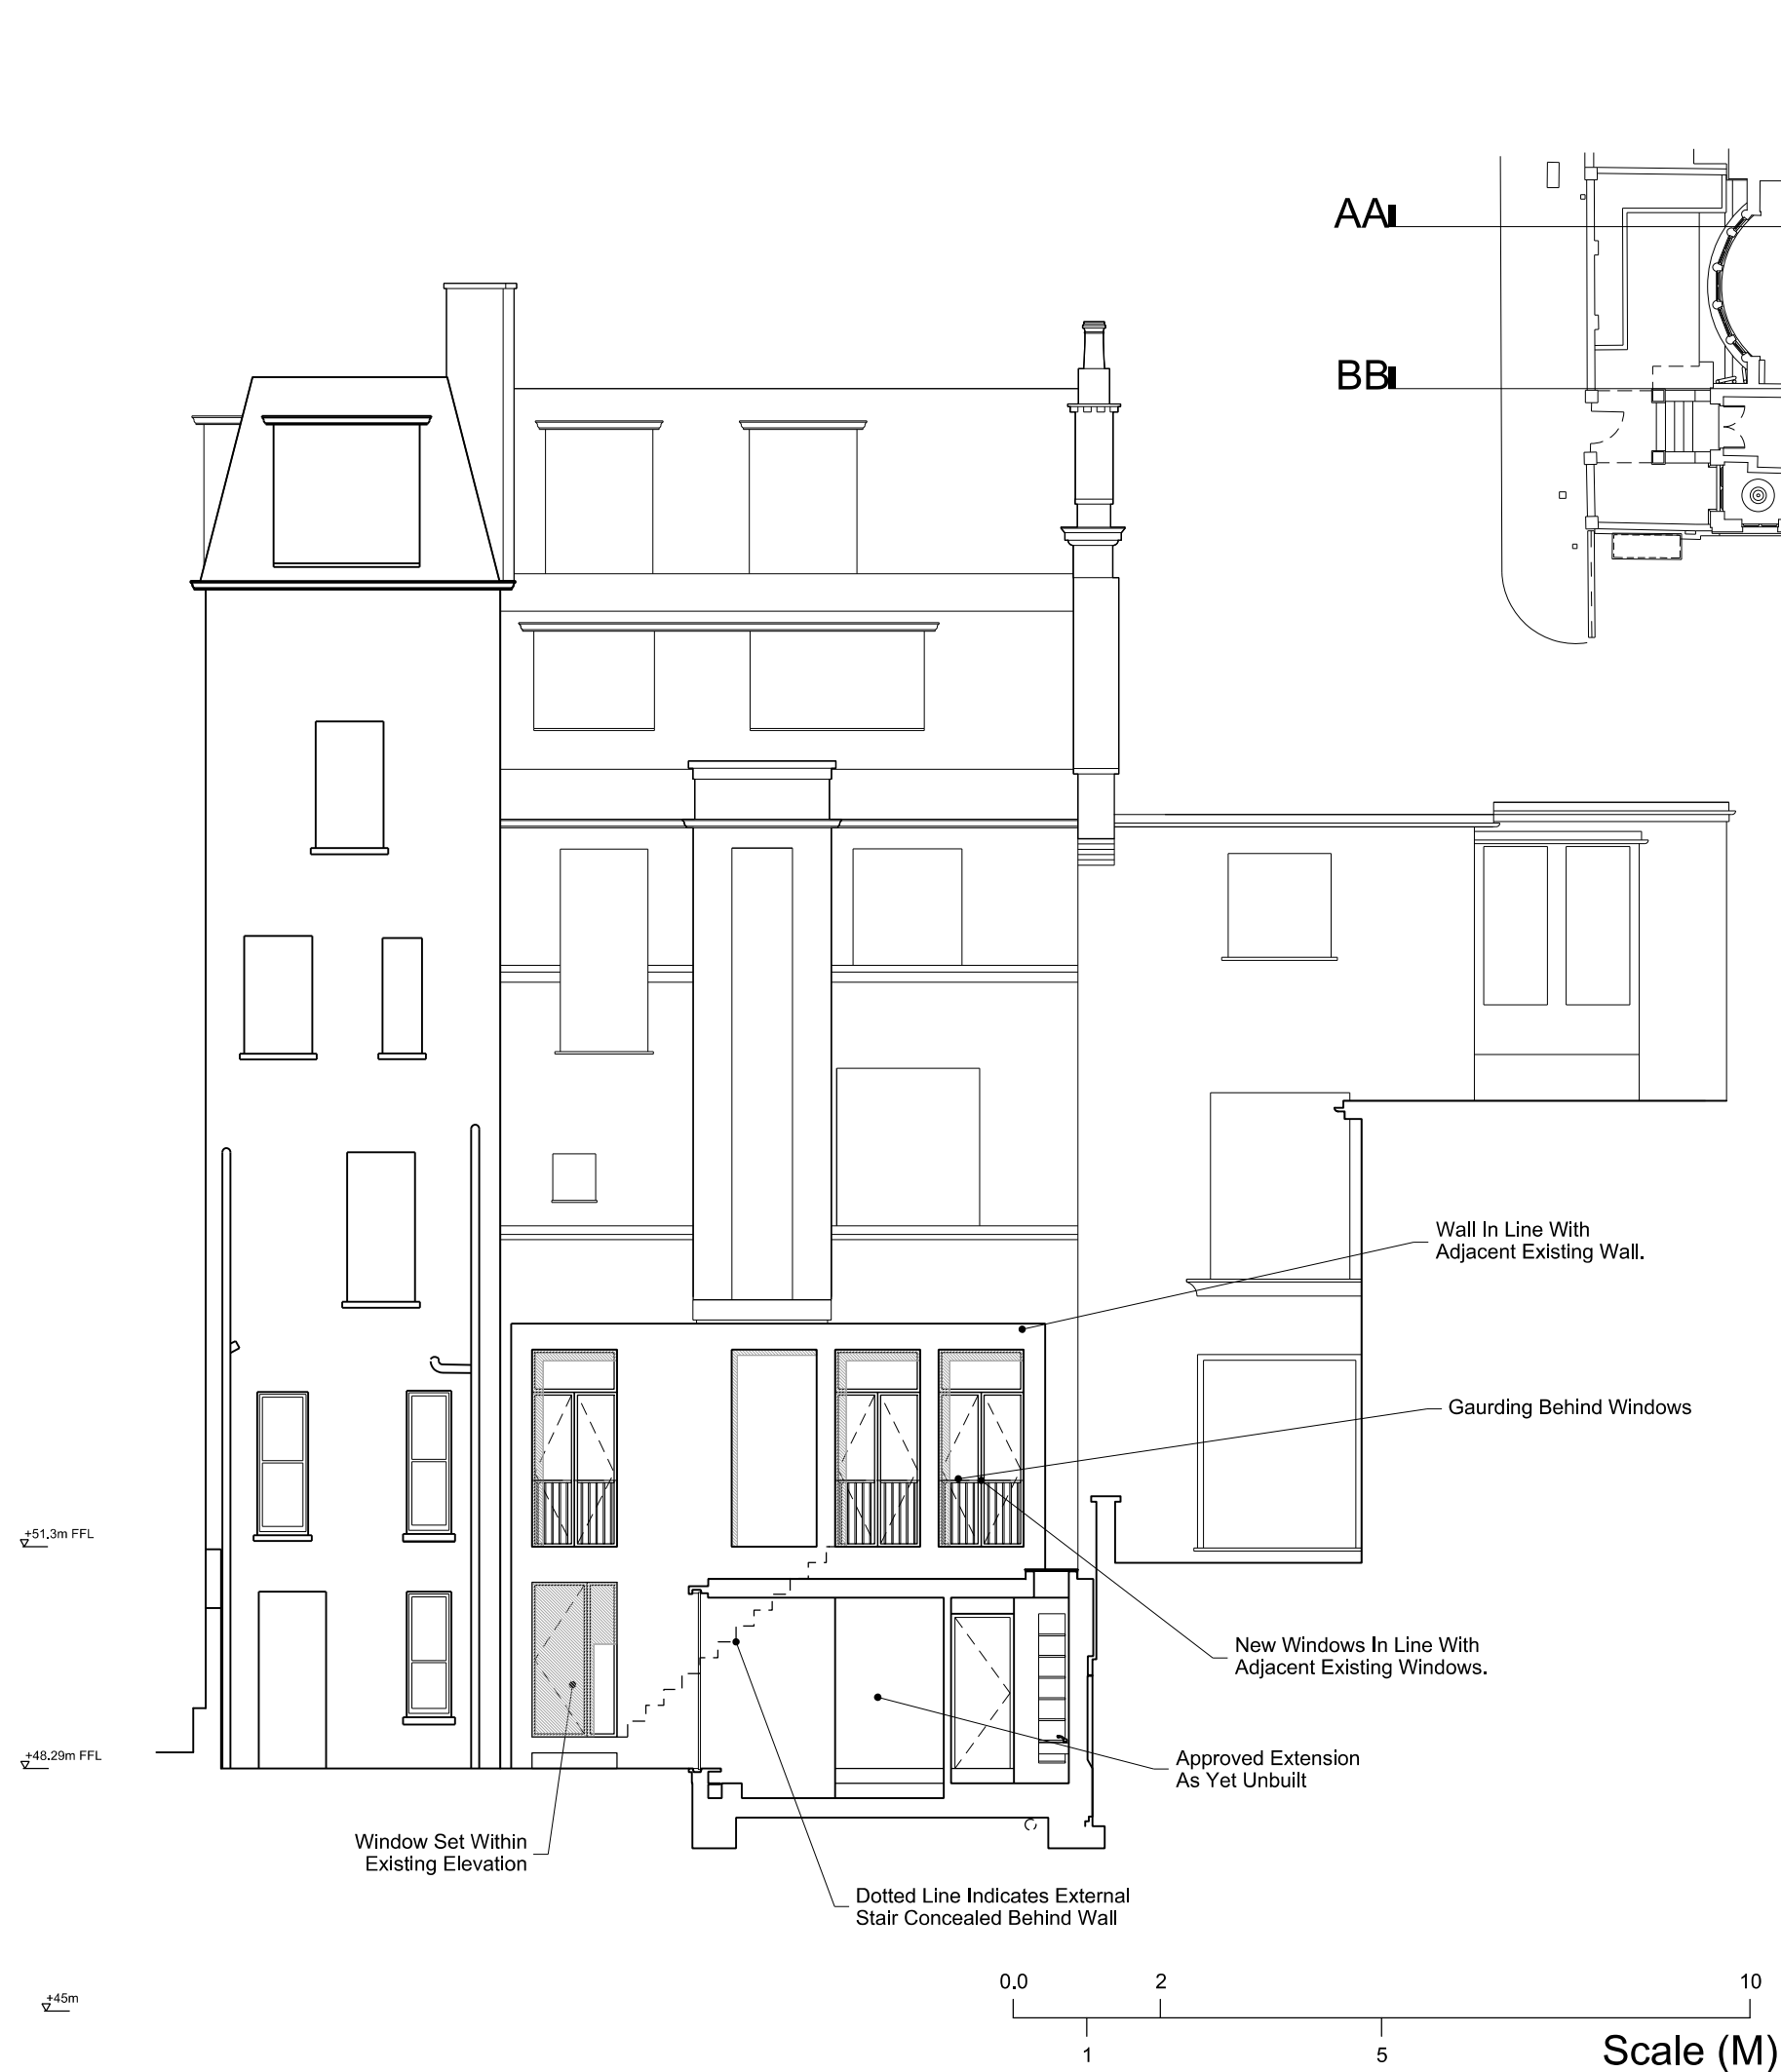 AA
BB
Wall In Line With
Adjacent Existing Wall.
Gaurding Behind Windows
+51.3m FFL
New Windows In Line With
Adjacent Existing Windows.
+48.29m FFL
Approved Extension
As Yet Unbuilt
Window Set Within
Existing Elevation
Dotted Line Indicates External
Stair Concealed Behind Wall
+45m
0.0 2 10
1 5
Scale (M)